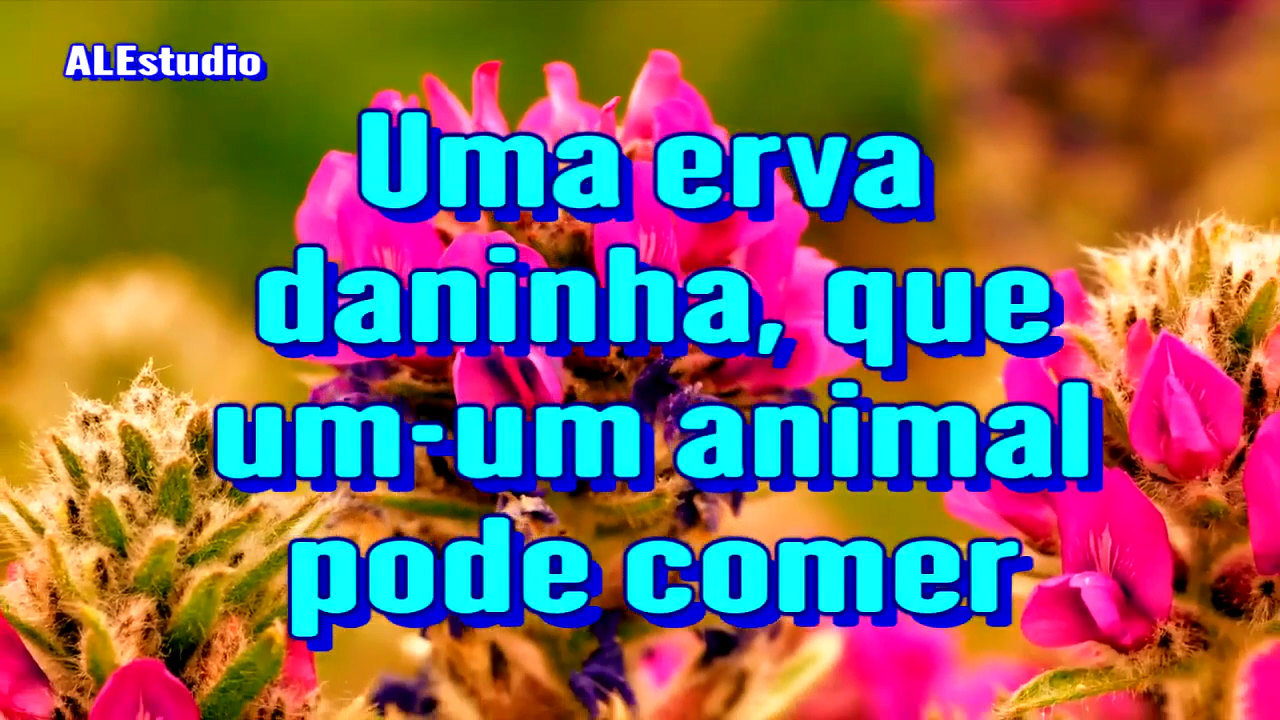 ALEstudio
Uma erva
daninha, que
um-um animal
pode comer